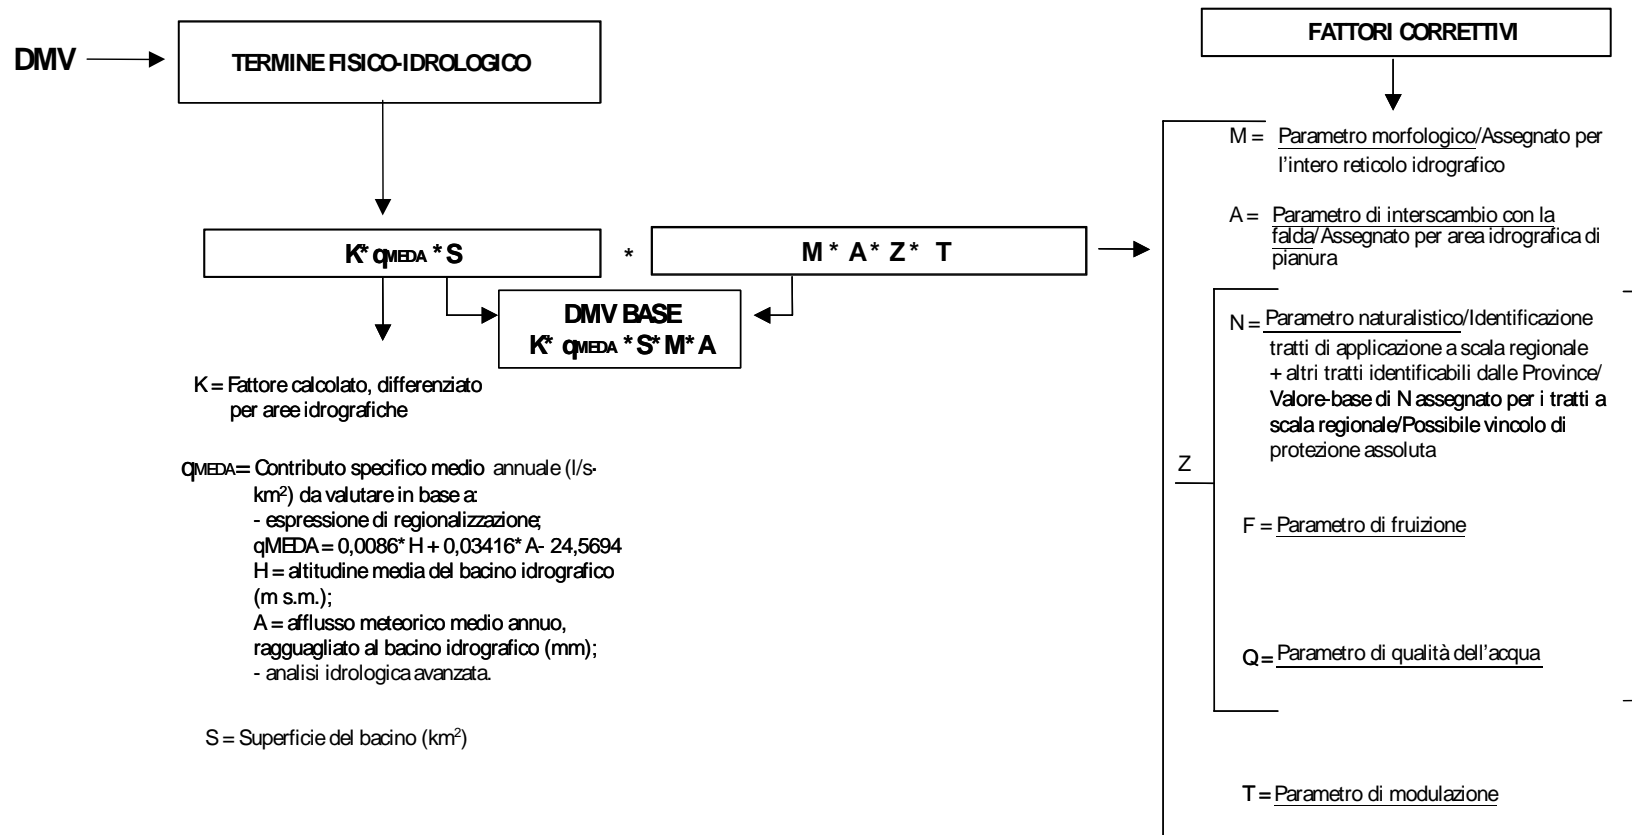 DMV
TERMINE FISICO-IDROLOGICO
K* qMEDA * S
*
M * A * Z * T
DMV BASE
K* qMEDA * S* M* A
K = Fattore calcolato, differenziato
per aree idrografiche
qMEDA= Contributo specifico medio annuale (l/s·
km²) da valutare in base a:
- espressione di regionalizzazione;
qMEDA = 0,0086* H + 0,03416* A- 24,5694
H = altitudine media del bacino idrografico
(m s.m.);
A = afflusso meteorico medio annuo,
ragguagliato al bacino idrografico (mm);
- analisi idrologica avanzata.
S = Superficie del bacino (km²)
FATTORI CORRETTIVI
M = Parametro morfologico/Assegnato per
l'intero reticolo idrografico
A = Parametro di interscambio con la
falda/Assegnato per area idrografica di
pianura
Z
N = Parametro naturalistico/Identificazione
tratti di applicazione a scala regionale
+ altri tratti identificabili dalle Province/
Valore-base di N assegnato per i tratti a
scala regionale/Possibile vincolo di
protezione assoluta
F = Parametro di fruizione
Q = Parametro di qualità dell'acqua
T = Parametro di modulazione